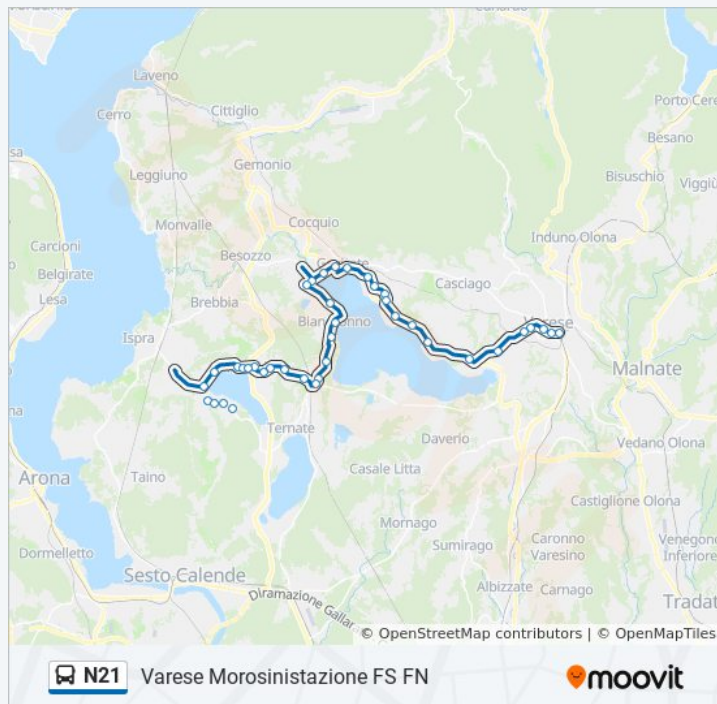 Laveno
Cittiglio
Porto Cere
Cerro
Besano
Gemonio
Bisuschio
Leggiuno
Viggiù
Cocquio
Monvalle
Induno Olona
Carcioni
Besozzo
Belgirate
Casciago
Lesa
Brebbia
Varese
Ispra
Malnate
Ternate
Daverio
Vedano Olona
Taino
Casale Litta
Arona
Castiglione Olona
Mornago
Caronno
Varesino
Venegon
Inferiore
Dormelletto
Sumirago
Sesto Calende
Albizzate
Carnago
Diramazione Gallar
Tradat
© OpenStreetMap contributors | © OpenMapTiles
N21
Varese Morosinistazione FS FN
moovit